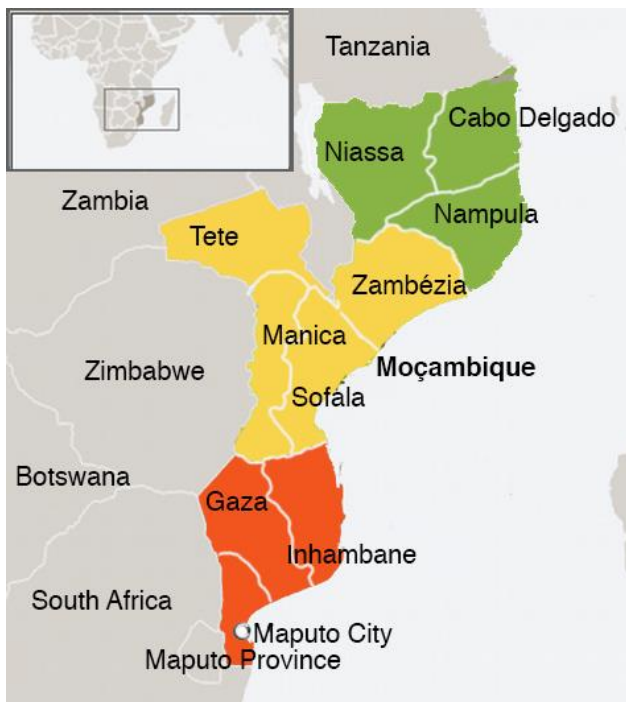 Tanzania
Cabo Delgado
Niassa
Zambia
Nampula
Tete
Zambézia
Manica
Moçambique
Zimbabwe
Sofala
Botswana
Gaza
Inhambane
South Africa
Maputo City
Maputo Province